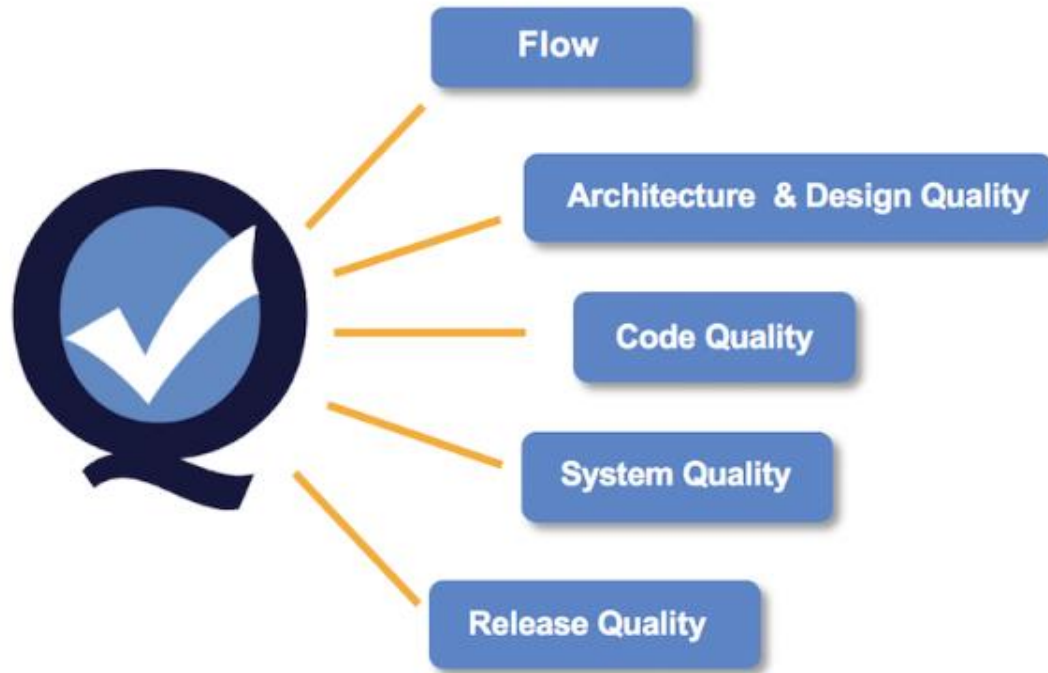 Flow
Architecture & Design Quality
Code Quality
System Quality
Release Quality